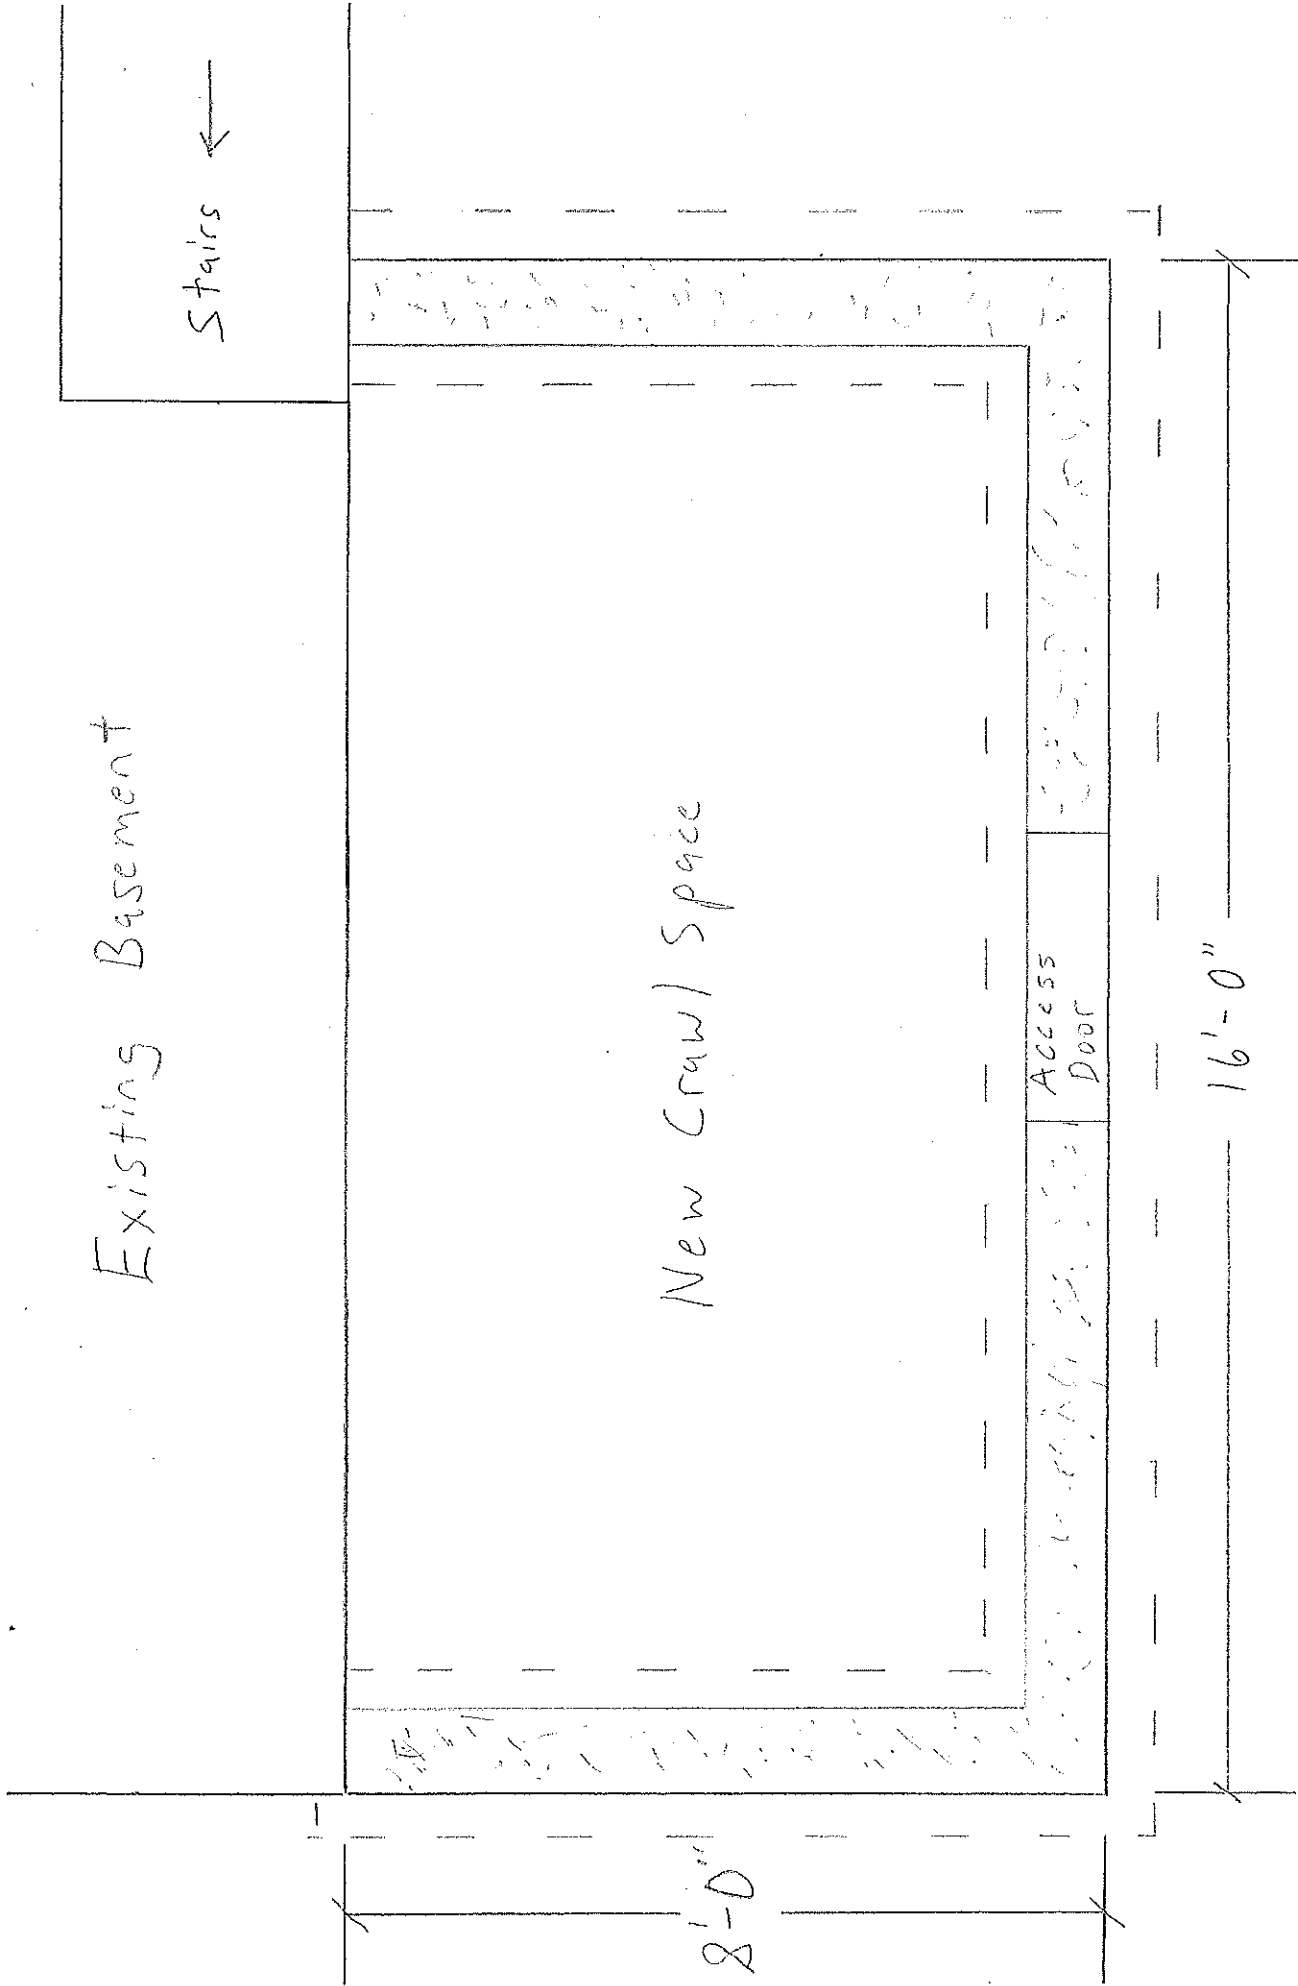 Existing Basement
Stairs
New Crawl Space
Access
Door
8'-0"
16'-0"